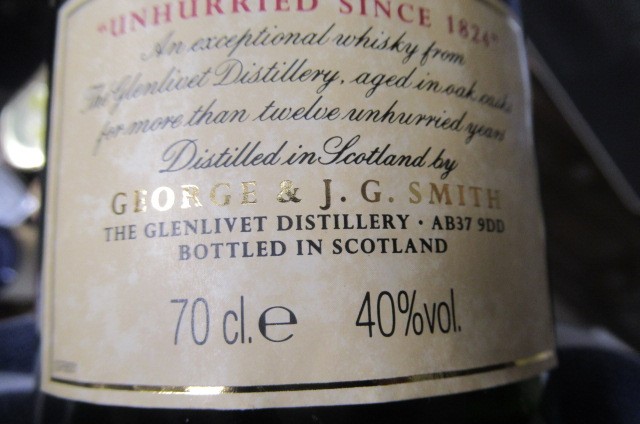 "UNHURRIED SINCE 1824"
An exceptional whisky from
The Glenlivet Distillery, aged in oak casks
for more than twelve unhurried years
Distilled in Scotland by
GEORGE & J. G. SMITH
THE GLENLIVET DISTILLERY · AB37 9DD
BOTTLED IN SCOTLAND
70 cl. e 40%vol.